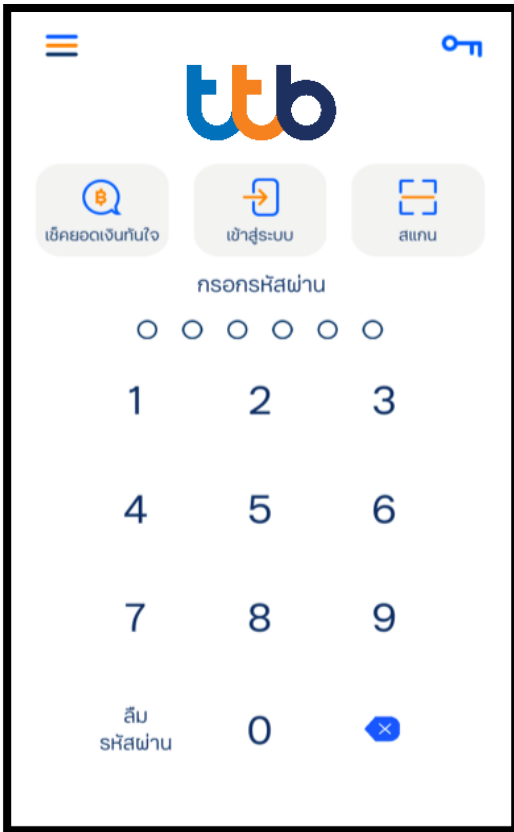 ttb
เช็คยอดเงินทันใจ เข้าสู่ระบบ สแกน
กรอกรหัสผ่าน
1 2 3
4 5 6
7 8 9
ลืม
รหัสผ่าน 0